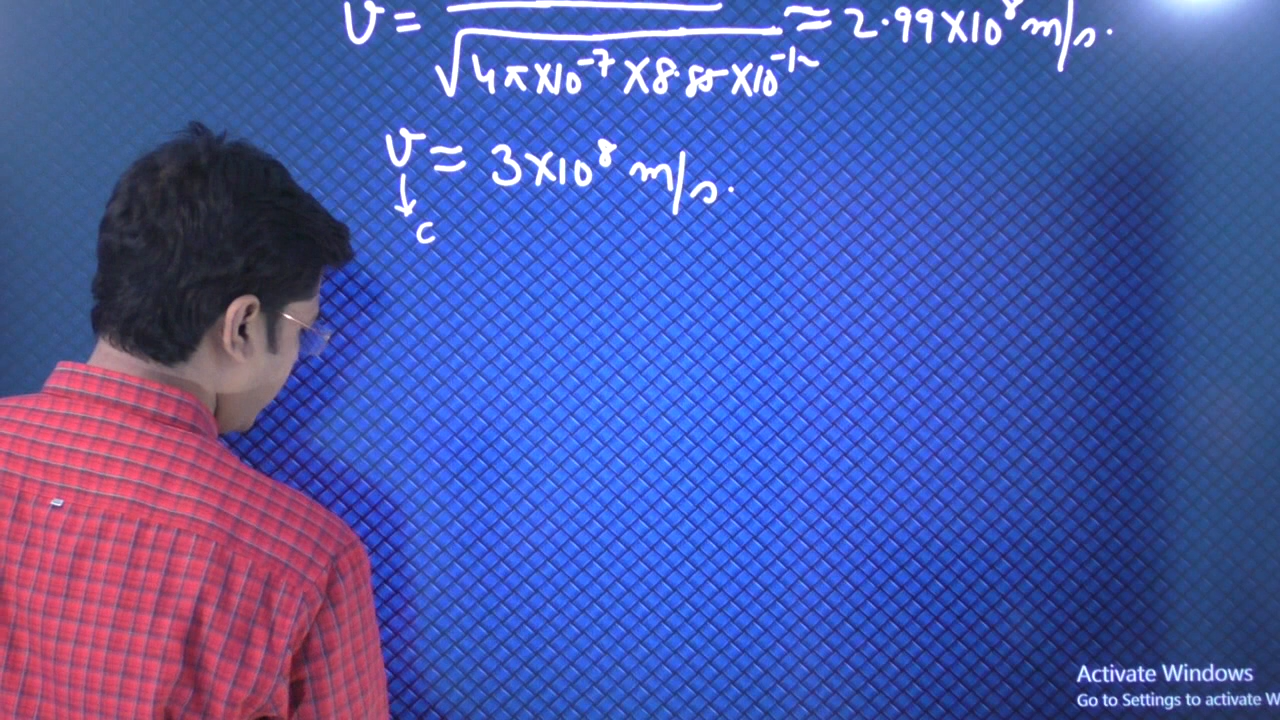 v = ≈ 2.99×10⁸ m/s.
√4π×10⁻⁷ ×8.85×10⁻¹²
v = 3×10⁸ m/s.
↓
c
Activate Windows
Go to Settings to activate W